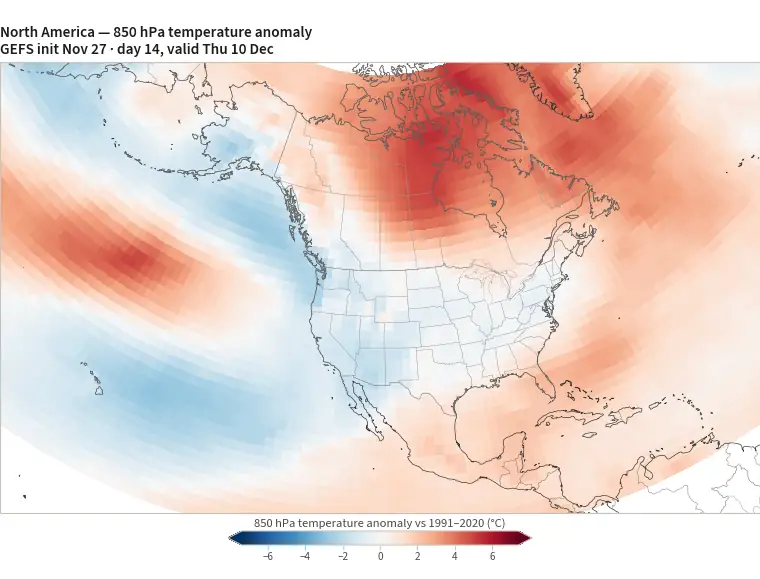 North America — 850 hPa temperature anomaly
GEFS init Nov 27 · day 14, valid Thu 10 Dec
850 hPa temperature anomaly vs 1991–2020 (°C)
−6 −4 −2 0 2 4 6